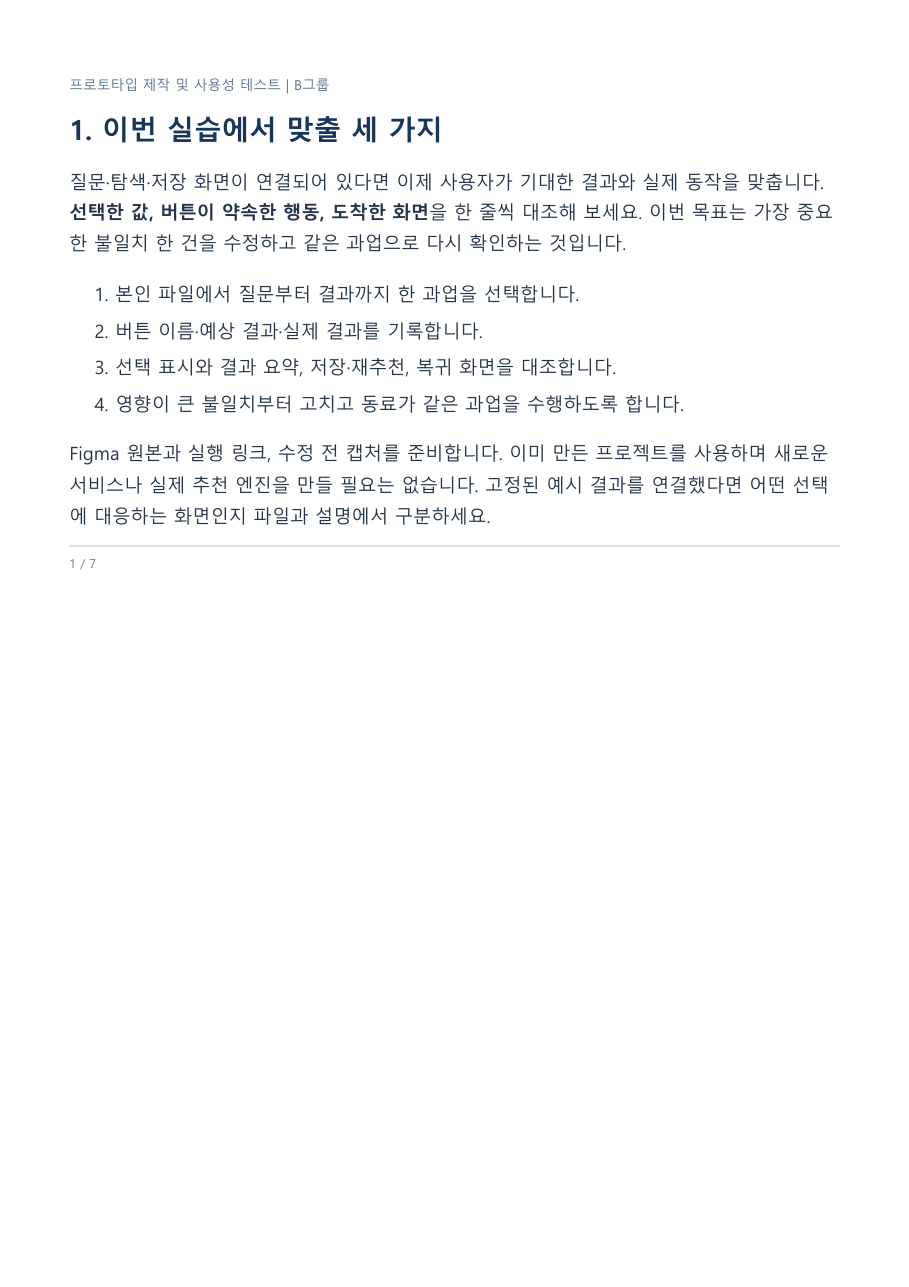 프로토타입 제작 및 사용성 테스트 | B그룹
1. 이번 실습에서 맞출 세 가지
질문·탐색·저장 화면이 연결되어 있다면 이제 사용자가 기대한 결과와 실제 동작을 맞춥니다.
선택한 값, 버튼이 약속한 행동, 도착한 화면을 한 줄씩 대조해 보세요. 이번 목표는 가장 중요
한 불일치 한 건을 수정하고 같은 과업으로 다시 확인하는 것입니다.
1. 본인 파일에서 질문부터 결과까지 한 과업을 선택합니다.
2. 버튼 이름·예상 결과·실제 결과를 기록합니다.
3. 선택 표시와 결과 요약, 저장·재추천, 복귀 화면을 대조합니다.
4. 영향이 큰 불일치부터 고치고 동료가 같은 과업을 수행하도록 합니다.
Figma 원본과 실행 링크, 수정 전 캡처를 준비합니다. 이미 만든 프로젝트를 사용하며 새로운
서비스나 실제 추천 엔진을 만들 필요는 없습니다. 고정된 예시 결과를 연결했다면 어떤 선택
에 대응하는 화면인지 파일과 설명에서 구분하세요.
1 / 7